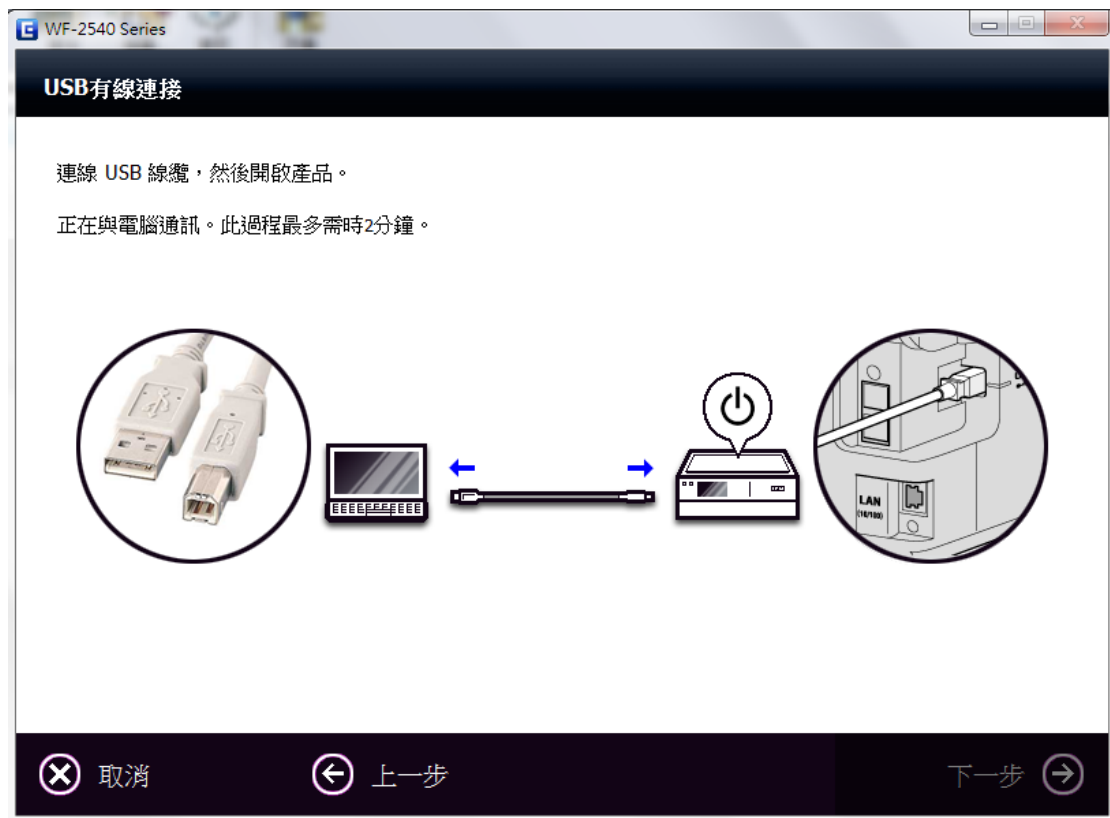 WF-2540 Series
USB有線連接
連線 USB 線纜，然後開啟產品。
正在與電腦通訊。此過程最多需時2分鐘。
LAN
(10/100)
取消
上一步
下一步